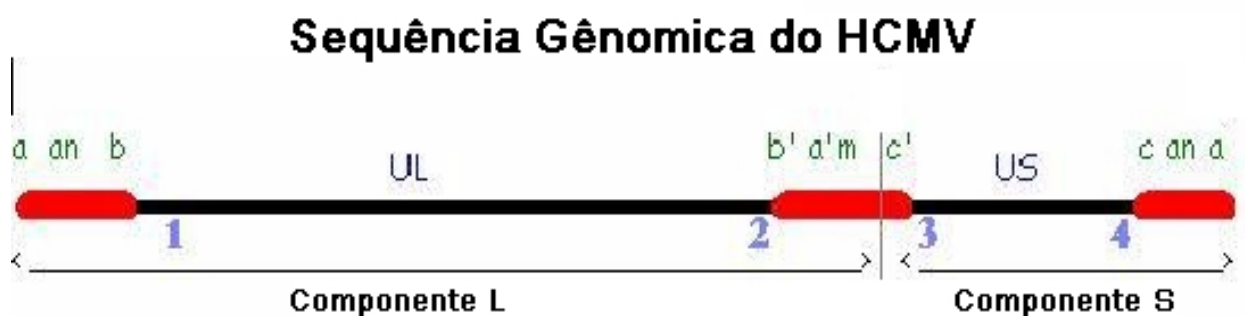 Sequência Gênomica do HCMV
a an b b' a'm c' c an a
UL US
1 2 3 4
Componente L Componente S